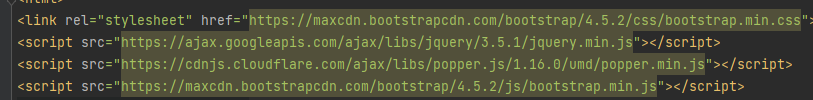 <html>
<link rel="stylesheet" href="https://maxcdn.bootstrapcdn.com/bootstrap/4.5.2/css/bootstrap.min.css"
<script src="https://ajax.googleapis.com/ajax/libs/jquery/3.5.1/jquery.min.js"></script>
<script src="https://cdnjs.cloudflare.com/ajax/libs/popper.js/1.16.0/umd/popper.min.js"></script>
<script src="https://maxcdn.bootstrapcdn.com/bootstrap/4.5.2/js/bootstrap.min.js"></script>